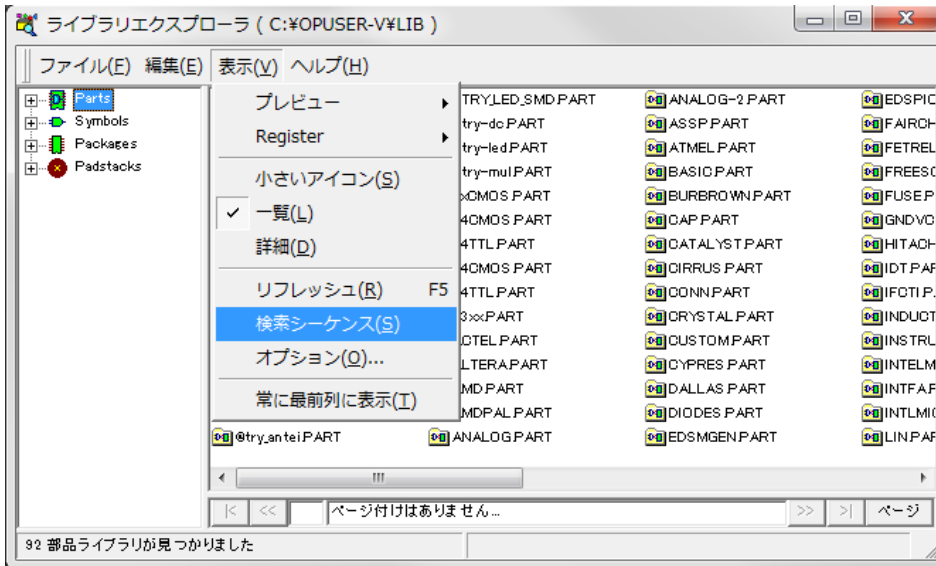 ライブラリエクスプローラ ( C:¥OPUSER-V¥LIB )
ファイル(F) 編集(E) 表示(V) ヘルプ(H)
Parts
Symbols
Packages
Padstacks
プレビュー
Register
小さいアイコン(S)
一覧(L)
詳細(D)
リフレッシュ(R) F5
検索シーケンス(S)
オプション(O)...
常に最前列に表示(T)
@try_antei.PART
TRY_LED_SMD.PART
try-dc.PART
try-led.PART
try-mul.PART
xCMOS.PART
4CMOS.PART
4TTL.PART
4CMOS.PART
4TTL.PART
3xx.PART
CTEL.PART
LTERA.PART
MD.PART
MDPAL.PART
ANALOG.PART
ANALOG-2.PART
ASSP.PART
ATMEL.PART
BASIC.PART
BURBROWN.PART
CAP.PART
CATALYST.PART
CIRRUS.PART
CONN.PART
CRYSTAL.PART
CUSTOM.PART
CYPRES.PART
DALLAS.PART
DIODES.PART
EDSMGEN.PART
EDSPIC
FAIRCH
FETREL
FREESC
FUSE.P
GNDVC
HITACH
IDT.PAR
IFCTI.P
INDUCT
INSTRU
INTELM
INTFA.F
INTLMI
LIN.PAR
|< << ページ付けはありません... >> >| ページ
92 部品ライブラリが見つかりました